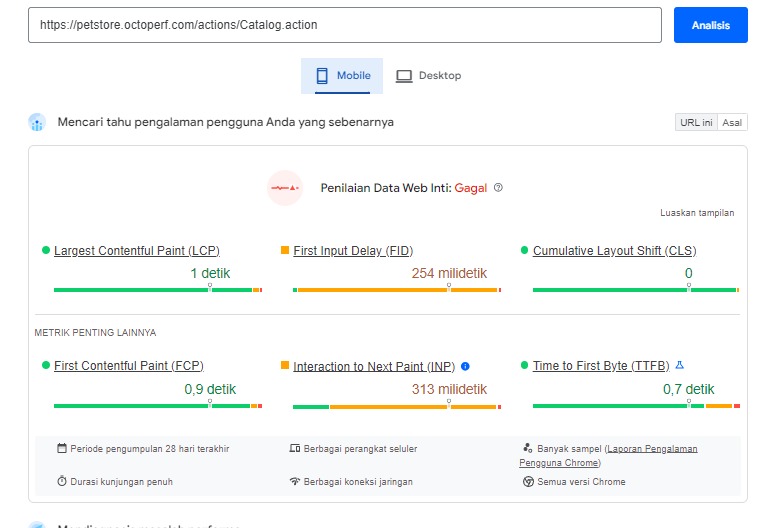 https://petstore.octoperf.com/actions/Catalog.action
Analisis
Mobile
Desktop
Mencari tahu pengalaman pengguna Anda yang sebenarnya
URL ini
Asal
Penilaian Data Web Inti: Gagal
Luaskan tampilan
Largest Contentful Paint (LCP)
1 detik
First Input Delay (FID)
254 milidetik
Cumulative Layout Shift (CLS)
0
METRIK PENTING LAINNYA
First Contentful Paint (FCP)
0,9 detik
Interaction to Next Paint (INP)
313 milidetik
Time to First Byte (TTFB)
0,7 detik
Periode pengumpulan 28 hari terakhir
Berbagai perangkat seluler
Banyak sampel (Laporan Pengalaman
Pengguna Chrome)
Durasi kunjungan penuh
Berbagai koneksi jaringan
Semua versi Chrome